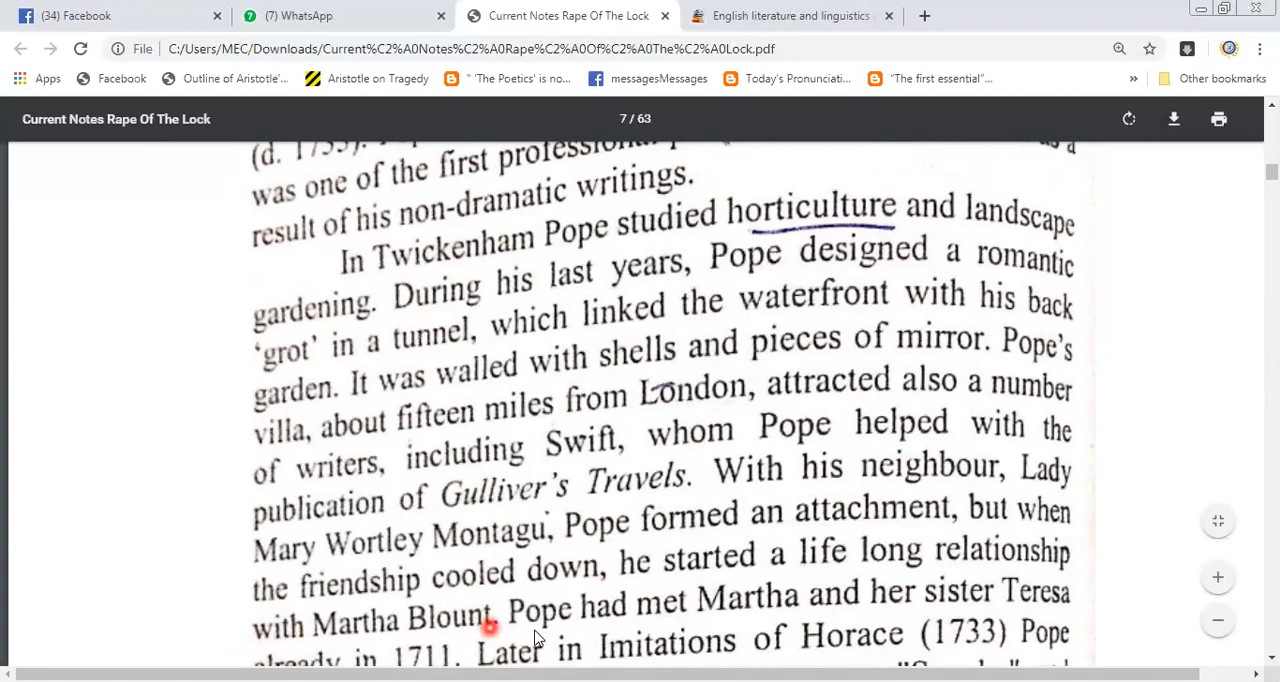 (34) Facebook
(7) WhatsApp
Current Notes Rape Of The Lock
English literature and linguistics
File
C:/Users/MEC/Downloads/Current%C2%A0Notes%C2%A0Rape%C2%A0Of%C2%A0The%C2%A0Lock.pdf
Apps
Facebook
Outline of Aristotle'...
Aristotle on Tragedy
" 'The Poetics' is no...
messagesMessages
Today's Pronunciati...
"The first essential"...
Other bookmarks
Current Notes Rape Of The Lock
7 / 63
was one of the first professional
result of his non-dramatic writings.
In Twickenham Pope studied horticulture and landscape
gardening. During his last years, Pope designed a romantic
'grot' in a tunnel, which linked the waterfront with his back
garden. It was walled with shells and pieces of mirror. Pope's
villa, about fifteen miles from London, attracted also a number
of writers, including Swift, whom Pope helped with the
publication of Gulliver's Travels. With his neighbour, Lady
Mary Wortley Montagu, Pope formed an attachment, but when
the friendship cooled down, he started a life long relationship
with Martha Blount. Pope had met Martha and her sister Teresa
already in 1711. Later in Imitations of Horace (1733) Pope